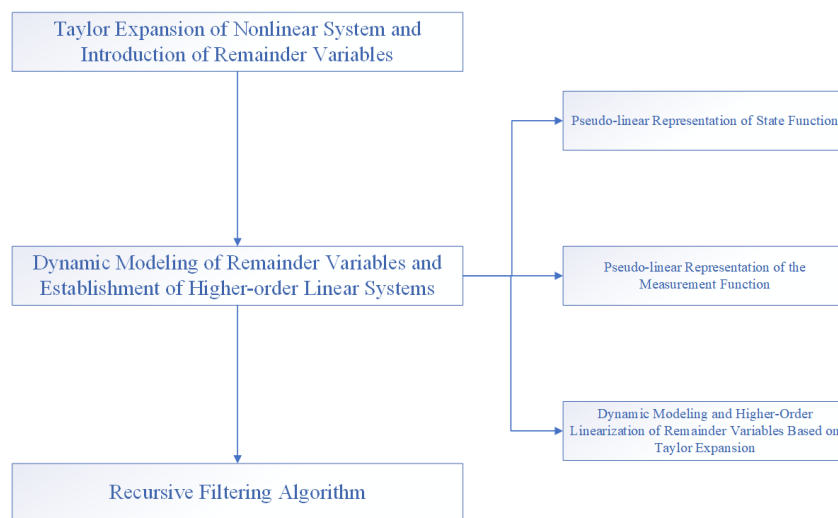 Taylor Expansion of Nonlinear System and
Introduction of Remainder Variables
Pseudo-linear Representation of State Function
Dynamic Modeling of Remainder Variables and
Establishment of Higher-order Linear Systems
Pseudo-linear Representation of the
Measurement Function
Dynamic Modeling and Higher-Order
Linearization of Remainder Variables Based on
Taylor Expansion
Recursive Filtering Algorithm